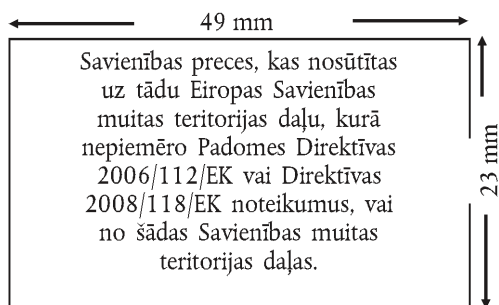 49 mm
Savienības preces, kas nosūtītas
uz tādu Eiropas Savienības
muitas teritorijas daļu, kurā
nepiemēro Padomes Direktīvas
2006/112/EK vai Direktīvas
2008/118/EK noteikumus, vai
no šādas Savienības muitas
teritorijas daļas.
23 mm